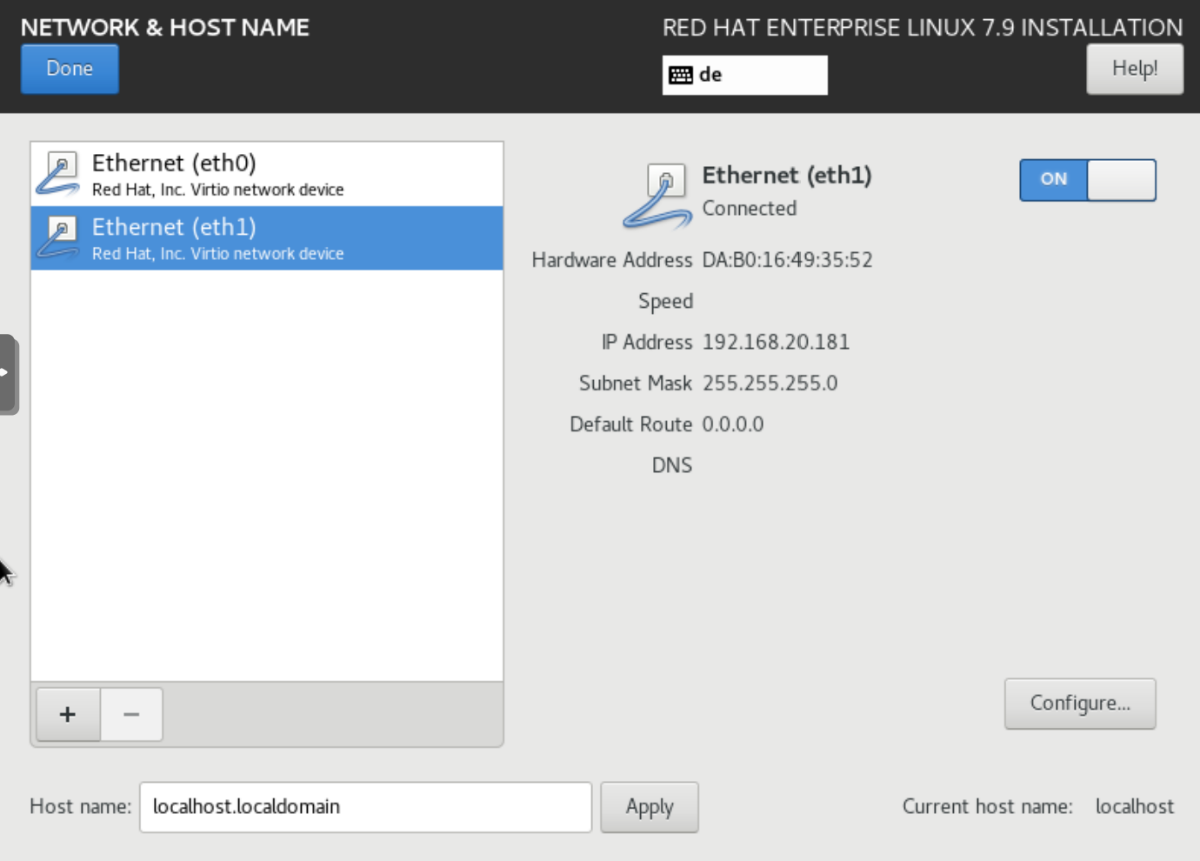 NETWORK & HOST NAME
RED HAT ENTERPRISE LINUX 7.9 INSTALLATION
Done
de
Help!
Ethernet (eth0)
Red Hat, Inc. Virtio network device
Ethernet (eth1)
Red Hat, Inc. Virtio network device
Ethernet (eth1)
Connected
ON
Hardware Address DA:B0:16:49:35:52
Speed
IP Address 192.168.20.181
Subnet Mask 255.255.255.0
Default Route 0.0.0.0
DNS
+ −
Configure...
Host name: localhost.localdomain Apply Current host name: localhost